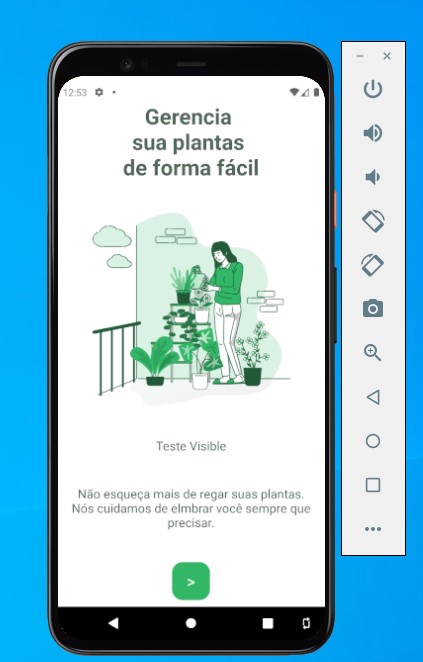 12:53
Gerencia
sua plantas
de forma fácil
Teste Visible
Não esqueça mais de regar suas plantas.
Nós cuidamos de elmbrar você sempre que
precisar.
>